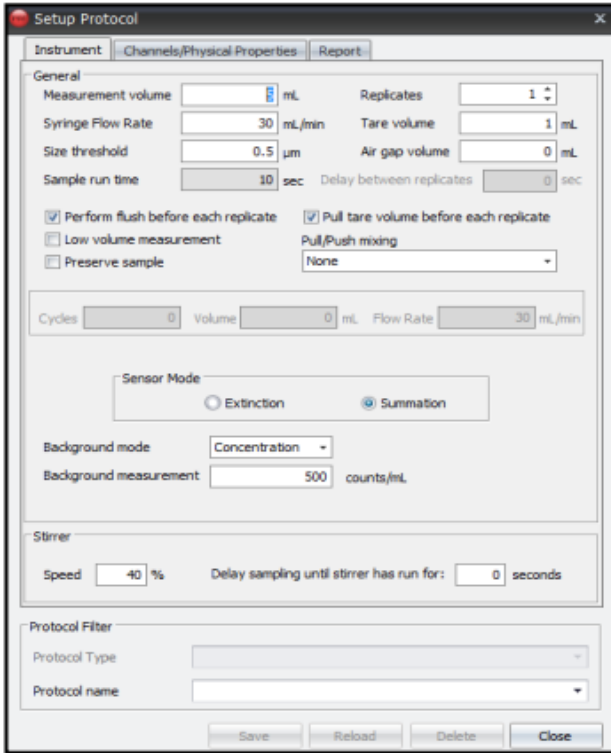 Setup Protocol x
Instrument Channels/Physical Properties Report
General
Measurement volume 5 mL Replicates 1
Syringe Flow Rate 30 mL/min Tare volume 1 mL
Size threshold 0.5 µm Air gap volume 0 mL
Sample run time 10 sec Delay between replicates 0 sec
Perform flush before each replicate Pull tare volume before each replicate
Low volume measurement Pull/Push mixing
Preserve sample None
Cycles 0 Volume 0 mL Flow Rate 30 mL/min
Sensor Mode
Extinction Summation
Background mode Concentration
Background measurement 500 counts/mL
Stirrer
Speed 40 % Delay sampling until stirrer has run for: 0 seconds
Protocol Filter
Protocol Type
Protocol name
Save Reload Delete Close